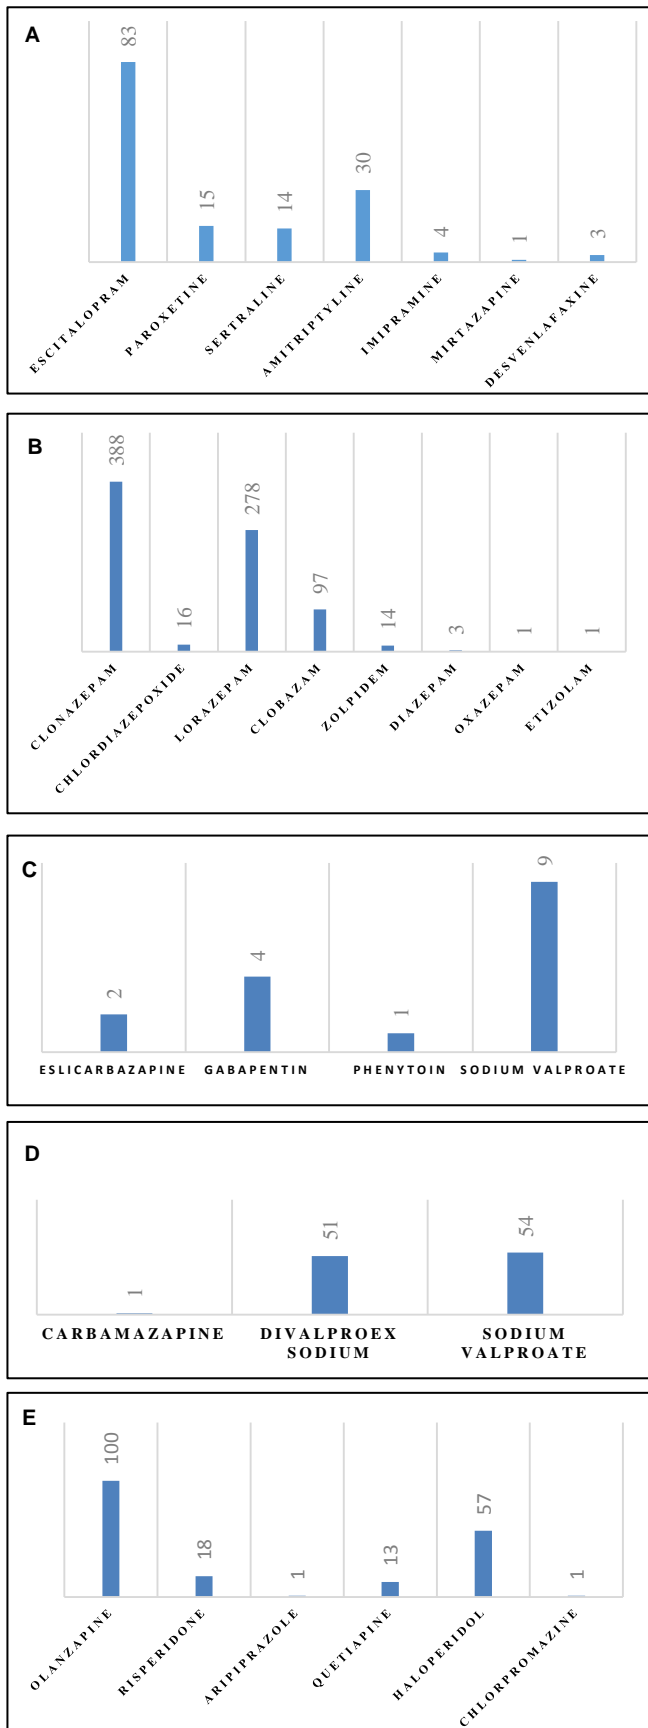 A
83
15
14
30
4
1
3
ESCITALOPRAM
PAROXETINE
SERTRALINE
AMITRIPTYLINE
IMIPRAMINE
MIRTAZAPINE
DESVENLAFAXINE
B
388
16
278
97
14
3
1
1
CLONAZEPAM
CHLORDIAZEPOXIDE
LORAZEPAM
CLOBAZAM
ZOLPIDEM
DIAZEPAM
OXAZEPAM
ETIZOLAM
C
2
4
1
9
ESLICARBAZAPINE GABAPENTIN PHENYTOIN SODIUM VALPROATE
D
1
51
54
CARBAMAZAPINE
DIVALPROEX
SODIUM
SODIUM
VALPROATE
E
100
18
1
13
57
1
OLANZAPINE
RISPERIDONE
ARIPIPRAZOLE
QUETIAPINE
HALOPERIDOL
CHLORPROMAZINE